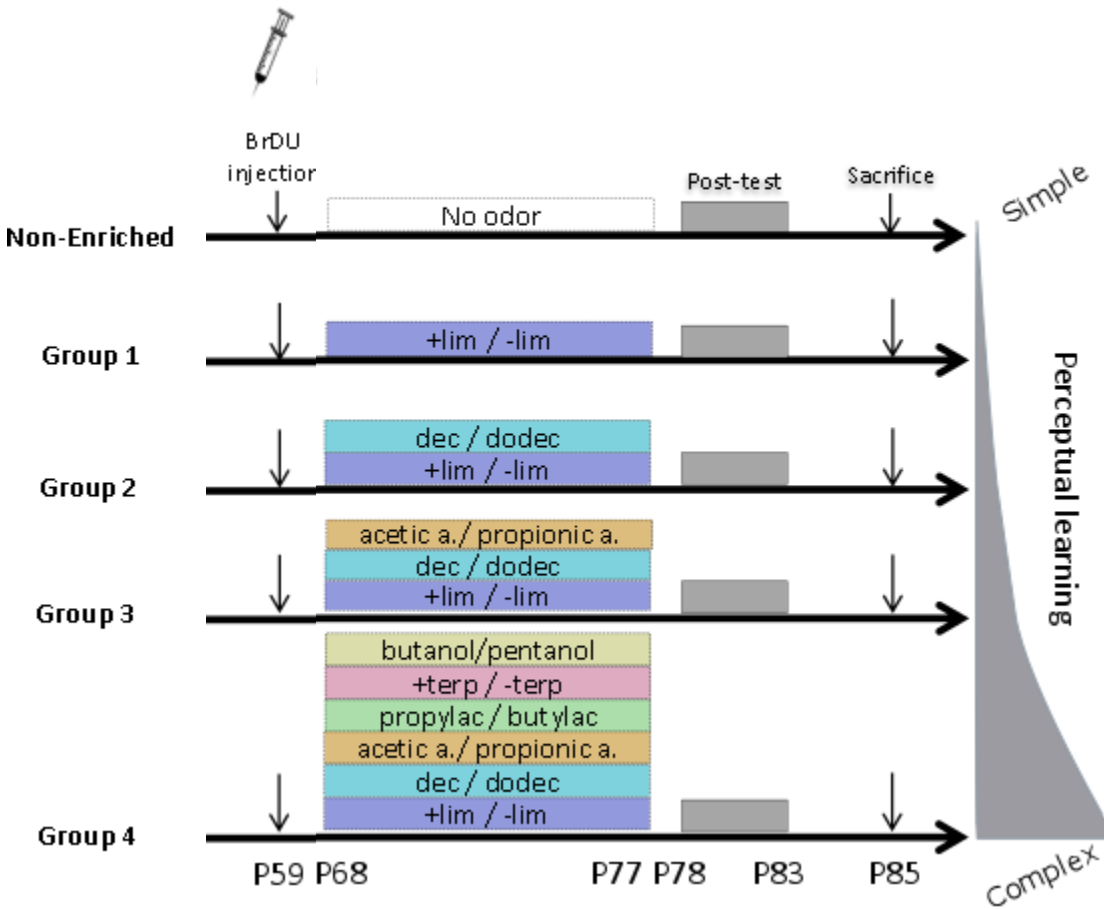 BrDU
injection
Post-test
Sacrifice
Simple
No odor
Non-Enriched
+lim / -lim
Group 1
dec / dodec
+lim / -lim
Group 2
Perceptual learning
acetic a./ propionic a.
dec / dodec
+lim / -lim
Group 3
butanol/pentanol
+terp / -terp
propylac / butylac
acetic a./ propionic a.
dec / dodec
+lim / -lim
Group 4
P59 P68 P77 P78 P83 P85
Complex